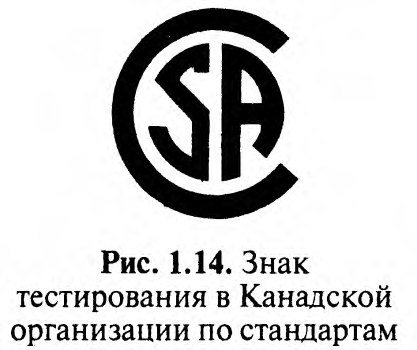 CSA
Рис. 1.14. Знак
тестирования в Канадской
организации по стандартам